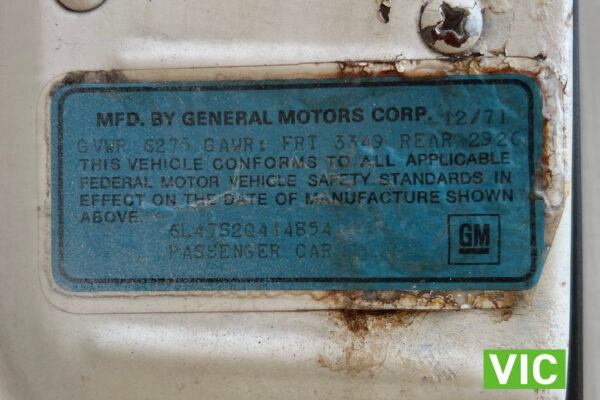 MFD. BY GENERAL MOTORS CORP. 12/71
GVWR 6275 GAWR: FRT 3349 REAR 2926
THIS VEHICLE CONFORMS TO ALL APPLICABLE
FEDERAL MOTOR VEHICLE SAFETY STANDARDS IN
EFFECT ON THE DATE OF MANUFACTURE SHOWN
ABOVE.
6L47S2Q414854
PASSENGER CAR
GM
VIC